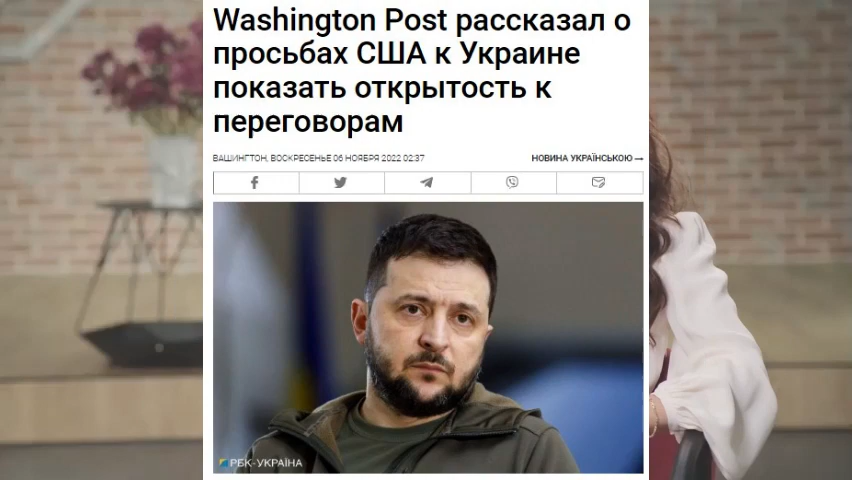 Washington Post рассказал о
просьбах США к Украине
показать открытость к
переговорам
ВАШИНГТОН, ВОСКРЕСЕНЬЕ 06 НОЯБРЯ 2022 02:37
НОВИНА УКРАЇНСЬКОЮ →
РБК-УКРАЇНА